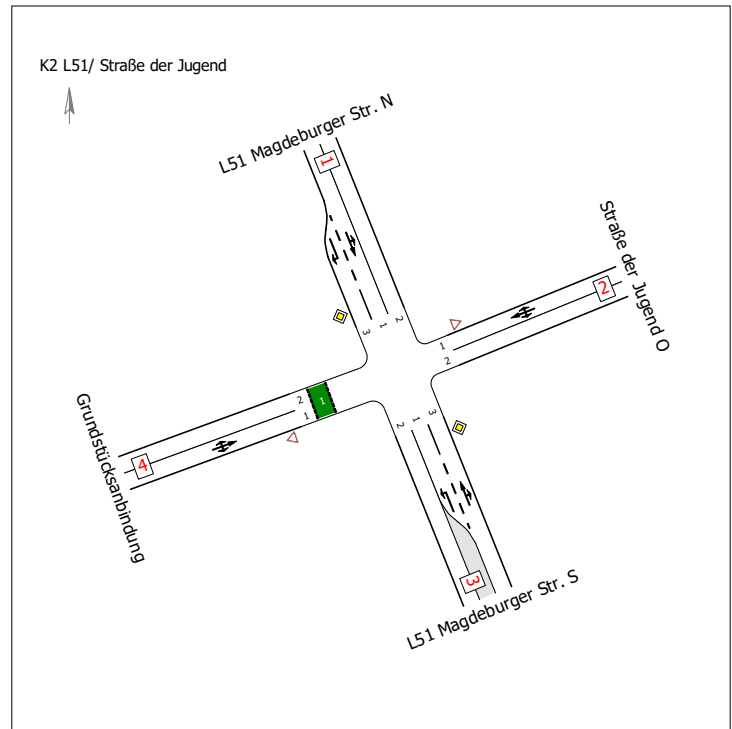 K2 L51/ Straße der Jugend
L51 Magdeburger Str. N
1
Straße der Jugend O
2
3 1 2
1
2
Grundstücksanbindung
4
2
1
1
2 1 3
3
L51 Magdeburger Str. S